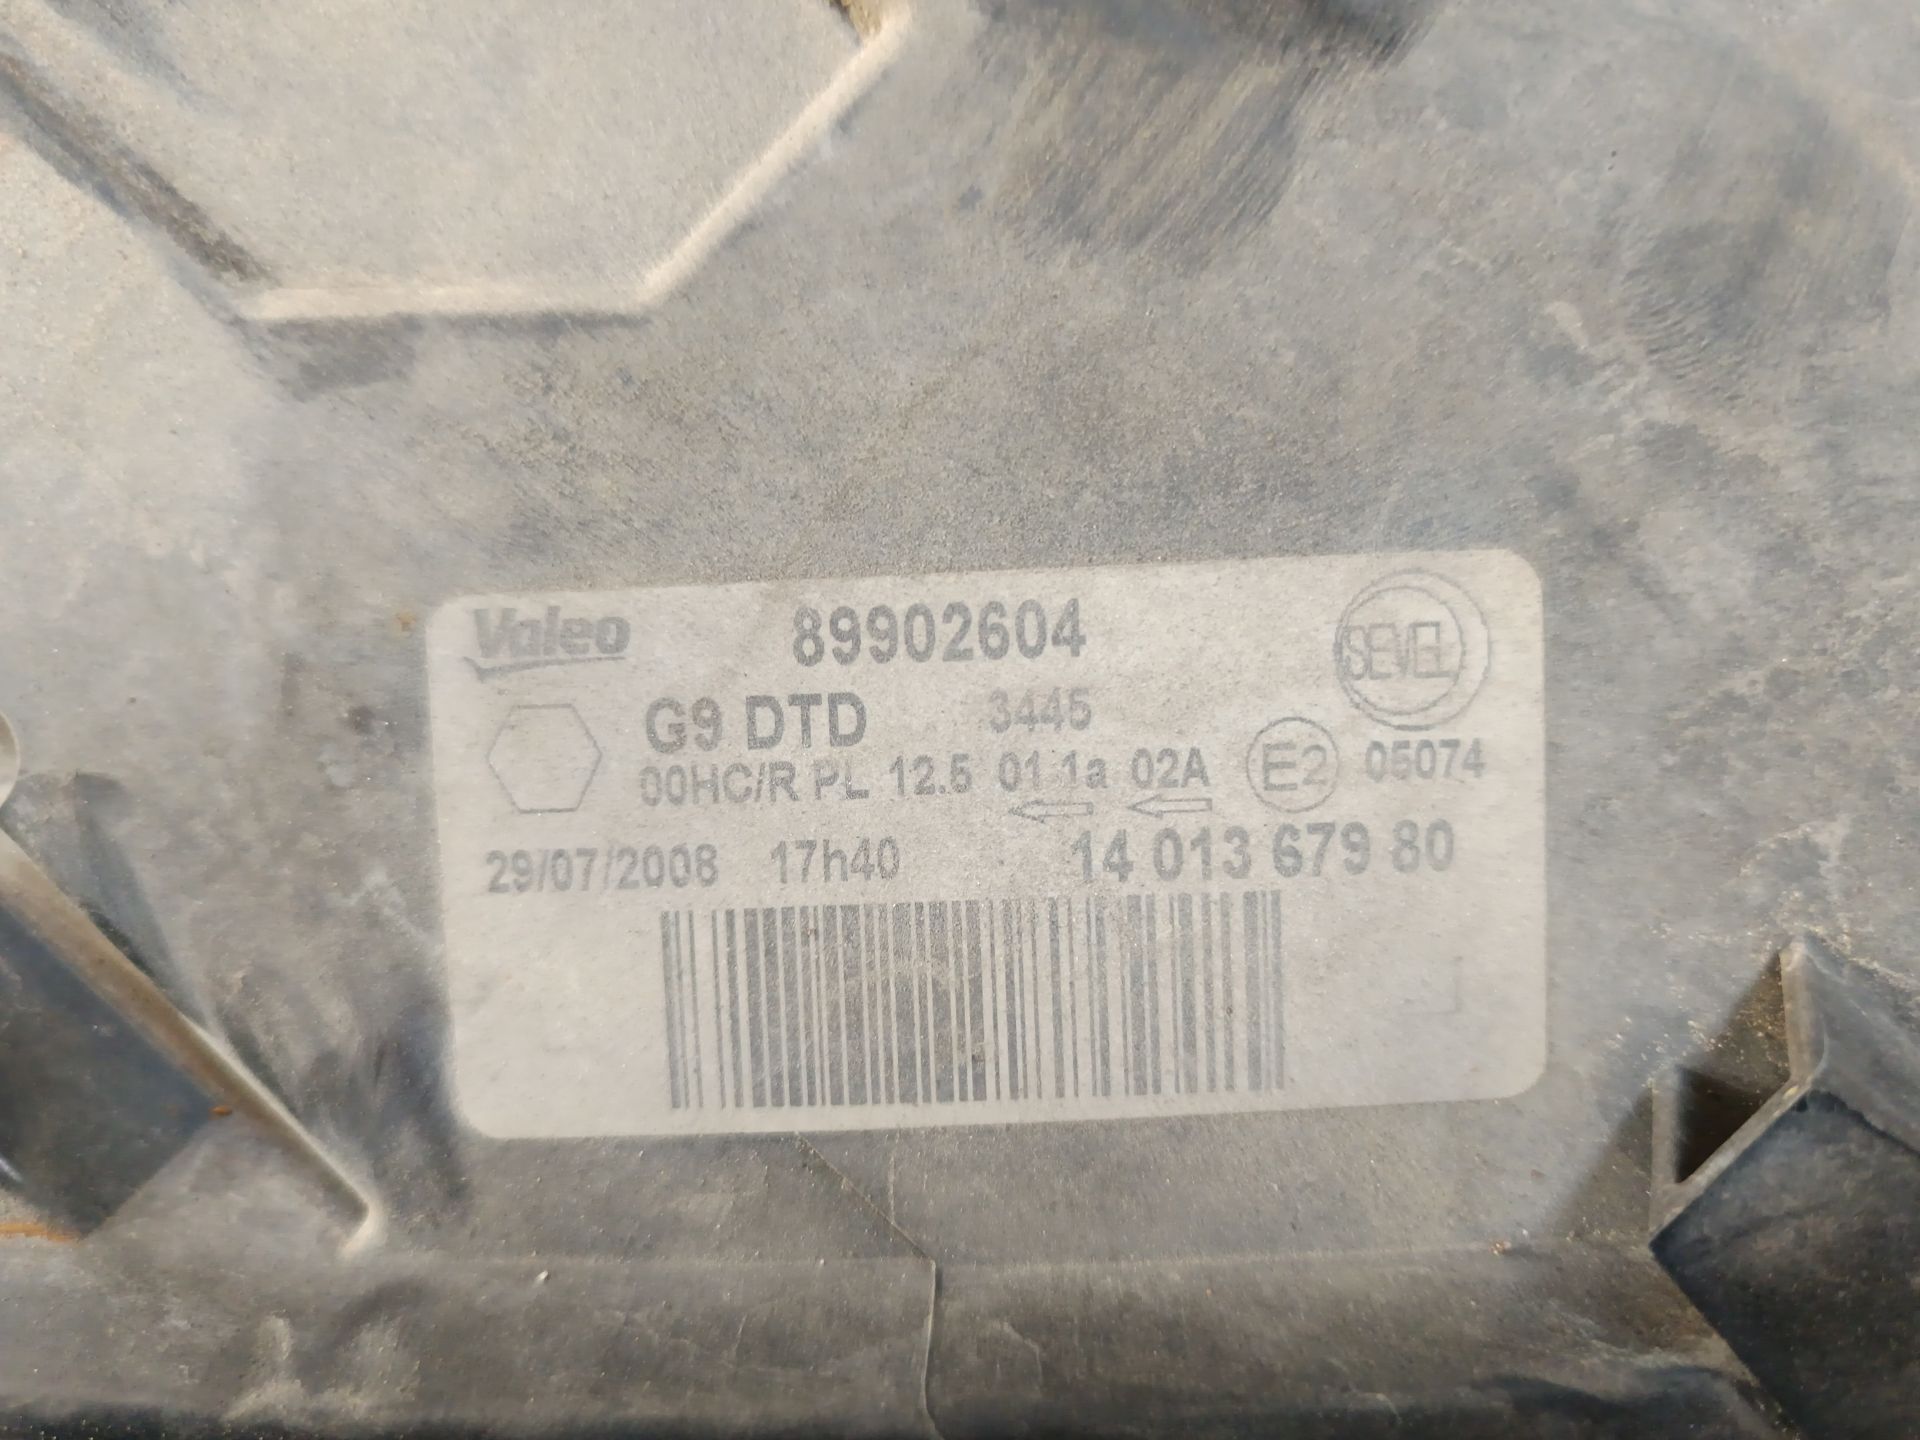 Valeo 89902604 SEVEL
G9 DTD 3445
00HC/R PL 12.5 01 1a 02A E2 05074
29/07/2008 17h40 14 013 679 80